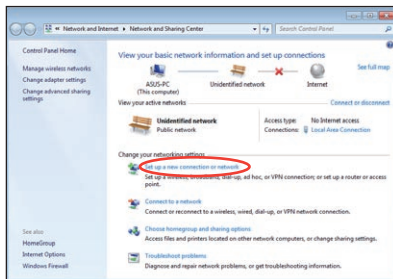 Network and Internet ▸ Network and Sharing Center
Search Control Panel
Control Panel Home
Manage wireless networks
Change adapter settings
Change advanced sharing
settings
View your basic network information and set up connections
See full map
ASUS-PC
(This computer)
Unidentified network
Internet
View your active networks
Connect or disconnect
Unidentified network
Public network
Access type: No Internet access
Connections: Local Area Connection
Change your networking settings
Set up a new connection or network
Set up a wireless, broadband, dial-up, ad hoc, or VPN connection; or set up a router or access
point.
Connect to a network
Connect or reconnect to a wireless, wired, dial-up, or VPN network connection.
Choose homegroup and sharing options
Access files and printers located on other network computers, or change sharing settings.
Troubleshoot problems
Diagnose and repair network problems, or get troubleshooting information.
See also
HomeGroup
Internet Options
Windows Firewall